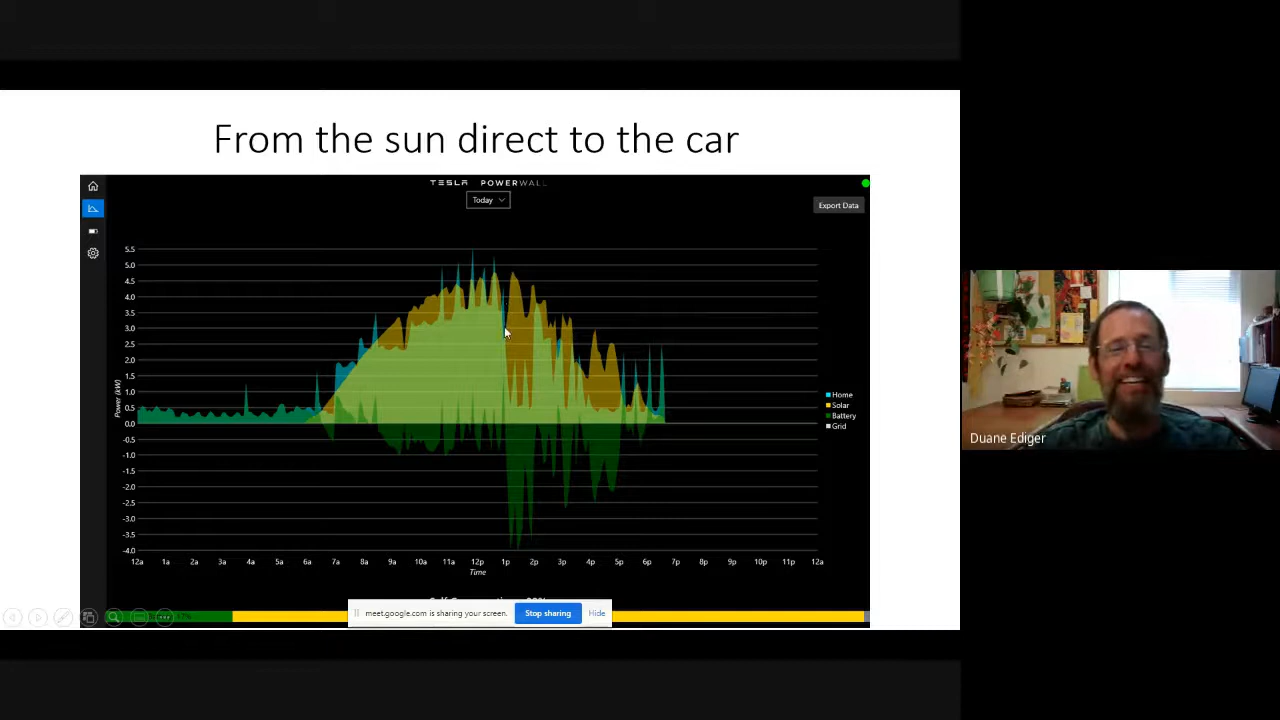 From the sun direct to the car
TESLA POWERWALL
Today
Export Data
5.5
5.0
4.5
4.0
3.5
3.0
2.5
2.0
1.5
1.0
0.5
0.0
-0.5
-1.0
-1.5
-2.0
-2.5
-3.0
-3.5
-4.0
Power (kW)
12a 1a 2a 3a 4a 5a 6a 7a 8a 9a 10a 11a 12p 1p 2p 3p 4p 5p 6p 7p 8p 9p 10p 11p 12a
Time
Home
Solar
Battery
Grid
meet.google.com is sharing your screen.
Stop sharing
Hide
Duane Ediger